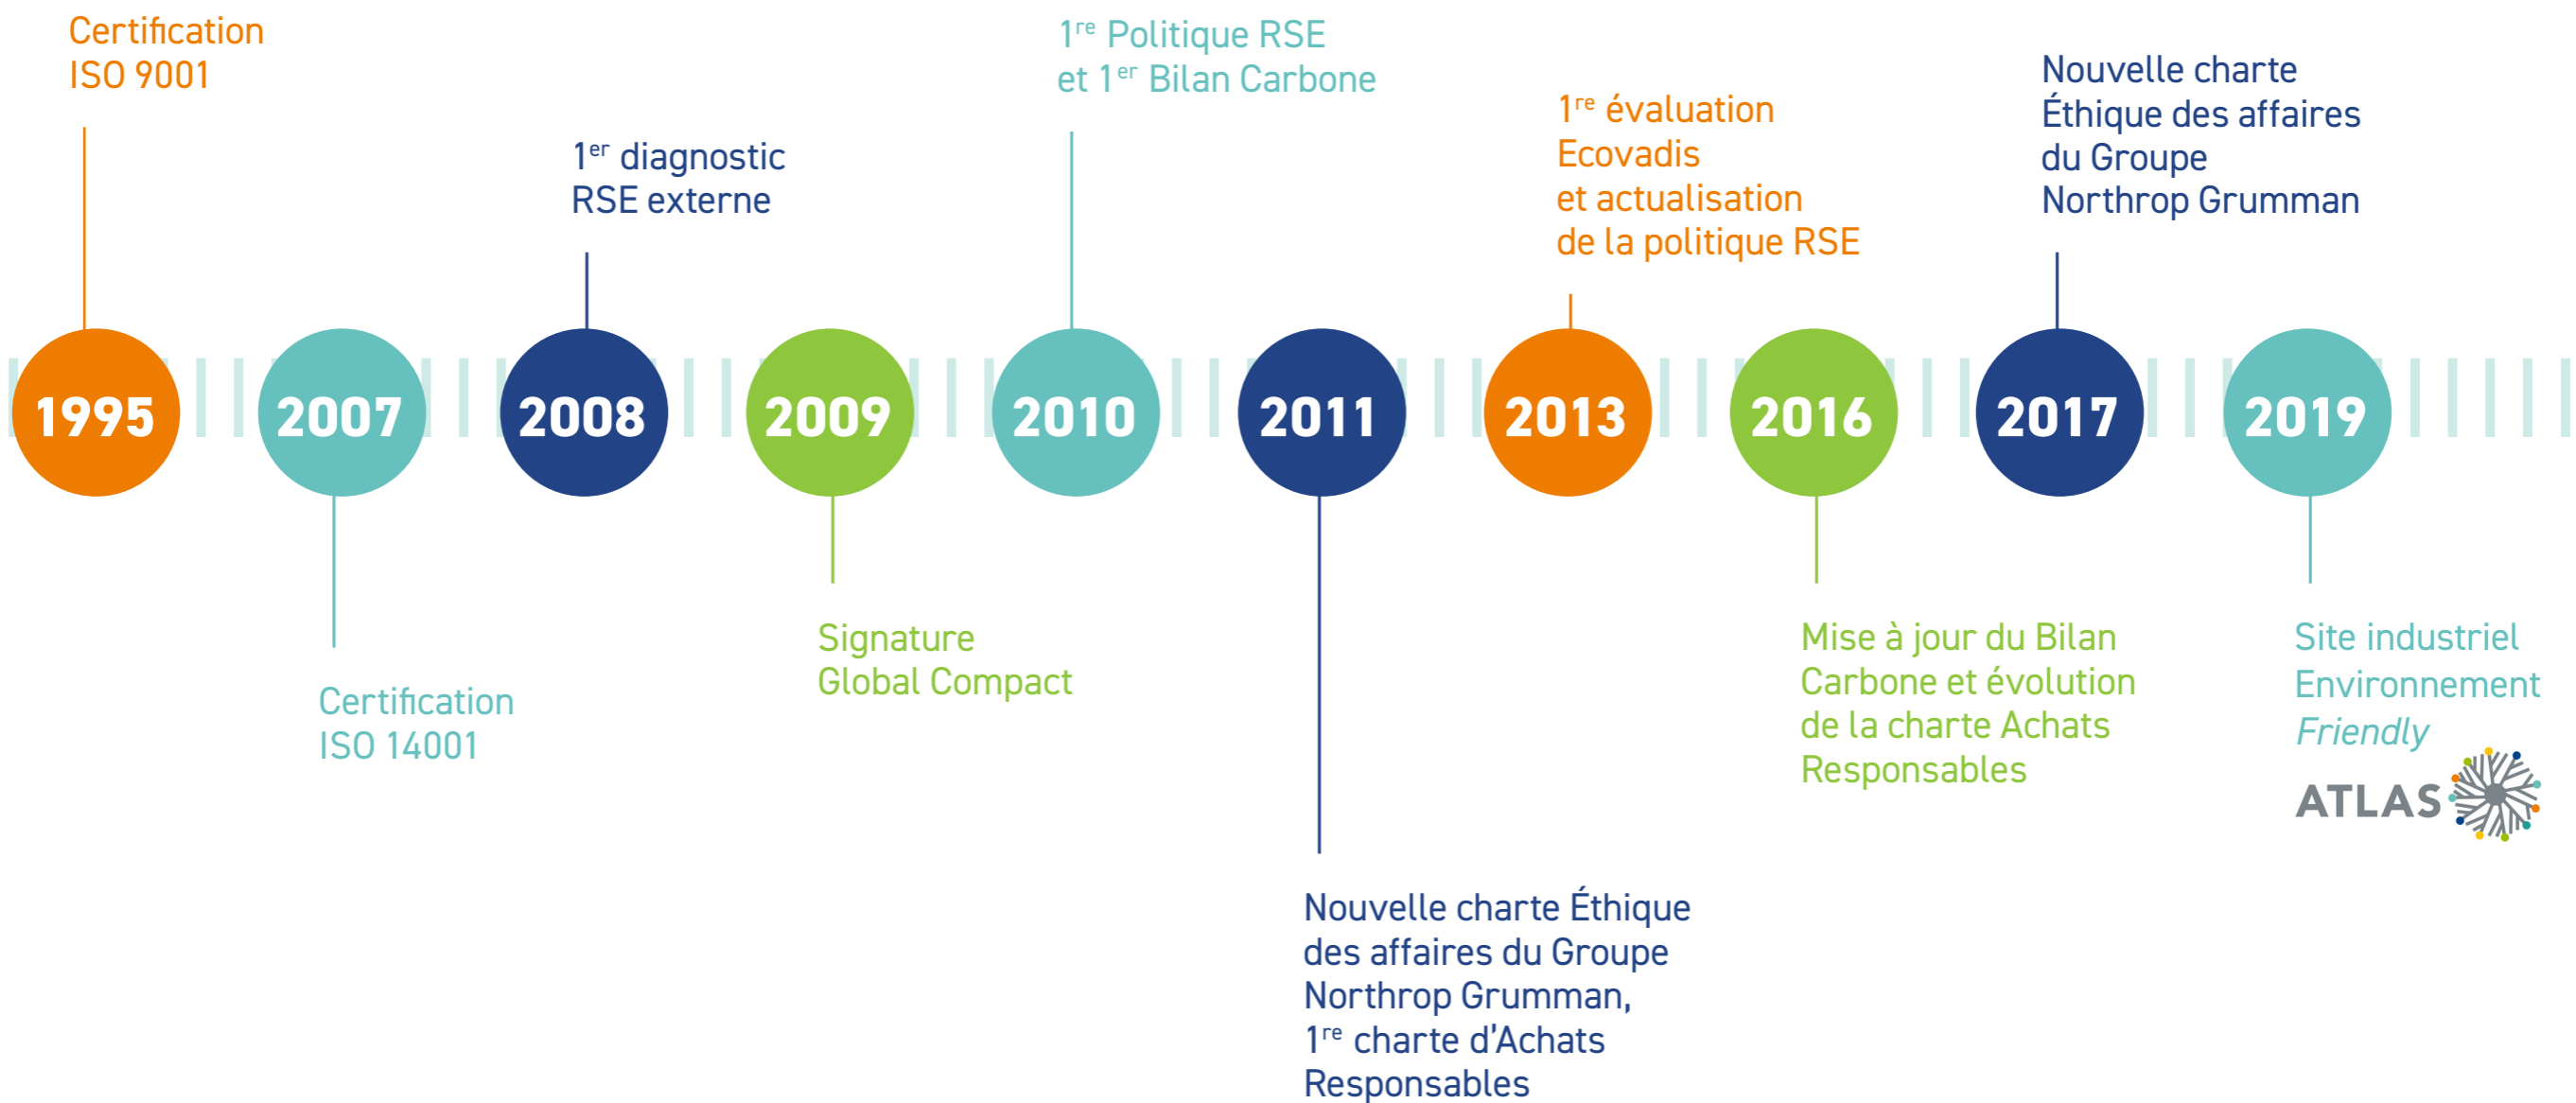 Certification
ISO 9001
1er diagnostic
RSE externe
1re Politique RSE
et 1er Bilan Carbone
1re évaluation
Ecovadis
et actualisation
de la politique RSE
Nouvelle charte
Éthique des affaires
du Groupe
Northrop Grumman
1995
2007
2008
2009
2010
2011
2013
2016
2017
2019
Certification
ISO 14001
Signature
Global Compact
Nouvelle charte Éthique
des affaires du Groupe
Northrop Grumman,
1re charte d'Achats
Responsables
Mise à jour du Bilan
Carbone et évolution
de la charte Achats
Responsables
Site industriel
Environnement
Friendly
ATLAS